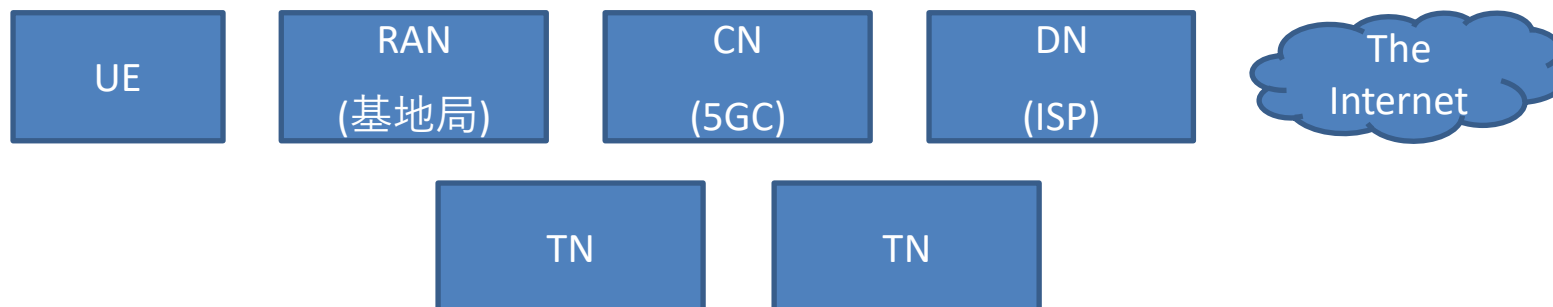 UE
RAN
(基地局)
CN
(5GC)
DN
(ISP)
The
Internet
TN
TN